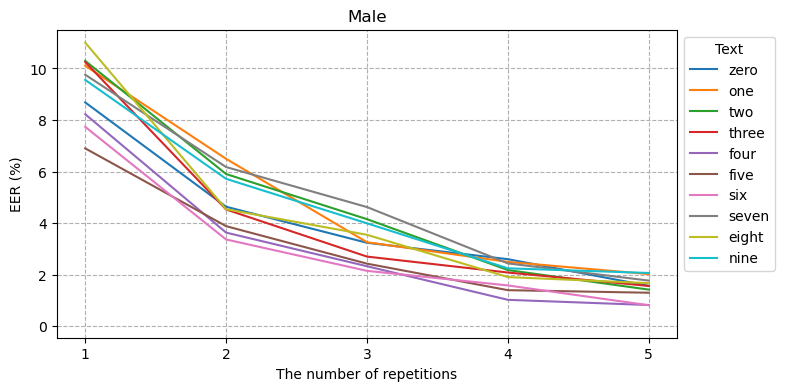 Male
EER (%)
10
8
6
4
2
0
1 2 3 4 5
The number of repetitions
Text
zero
one
two
three
four
five
six
seven
eight
nine